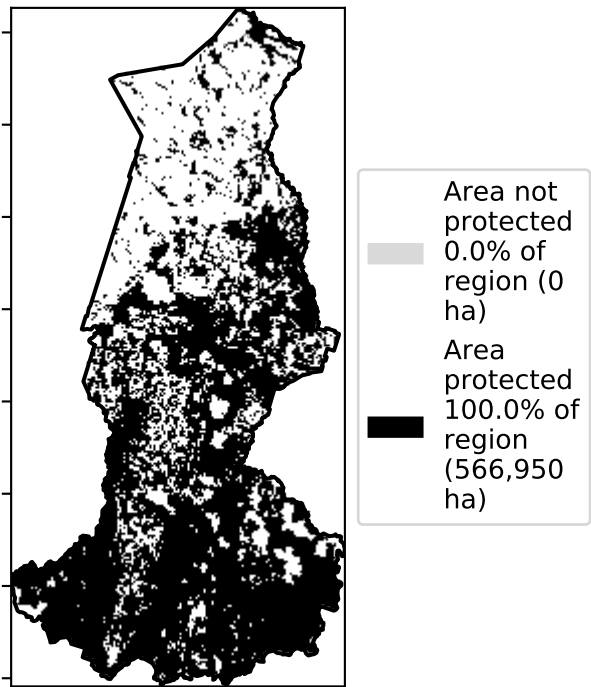 Area not
protected
0.0% of
region (0
ha)
Area
protected
100.0% of
region
(566,950
ha)